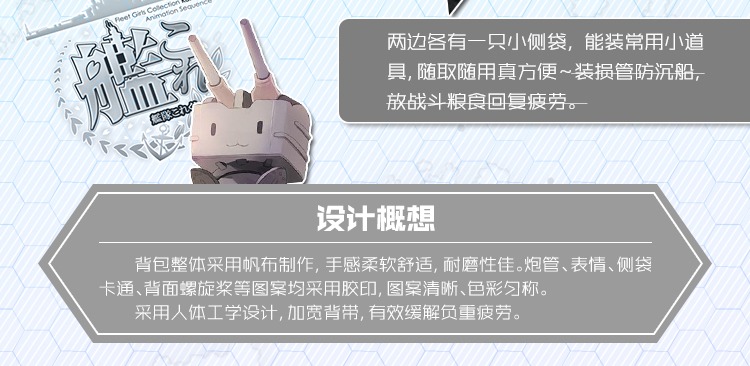 Fleet Girls Collection
Animation Sequence
艦これ
两边各有一只小侧袋，能装常用小道
具，随取随用真方便~装损管防沉船，
放战斗粮食回复疲劳。
设计概想
背包整体采用帆布制作，手感柔软舒适，耐磨性佳。炮管、表情、侧袋
卡通、背面螺旋桨等图案均采用胶印，图案清晰、色彩匀称。
采用人体工学设计，加宽背带，有效缓解负重疲劳。